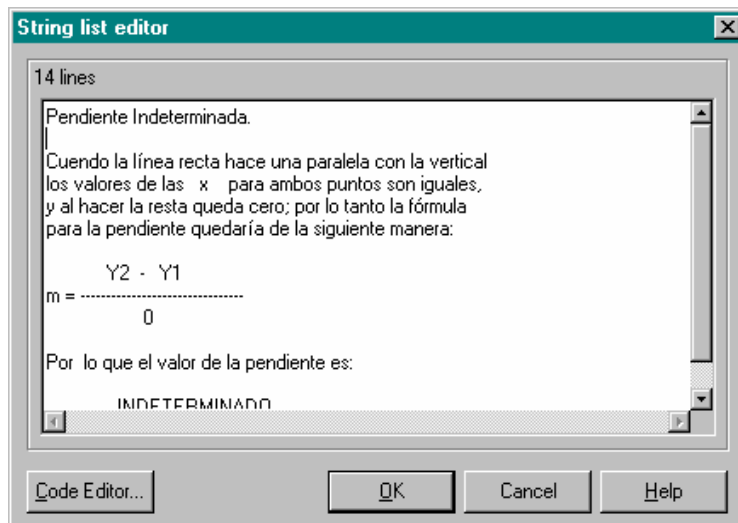 String list editor
14 lines
Pendiente Indeterminada.
Cuendo la línea recta hace una paralela con la vertical
los valores de las x para ambos puntos son iguales,
y al hacer la resta queda cero; por lo tanto la fórmula
para la pendiente quedaría de la siguiente manera:
Y2 - Y1
m = --------------------------------
0
Por lo que el valor de la pendiente es:
INDETERMINADO
Code Editor...
OK
Cancel
Help